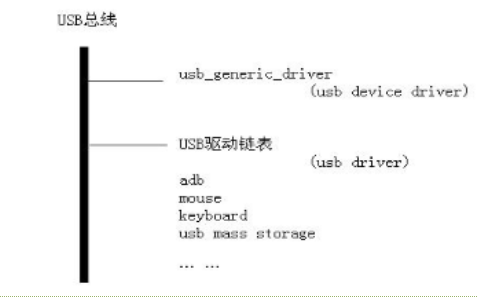 USB总线
usb_generic_driver
(usb device driver)
USB驱动链表
(usb driver)
adb
mouse
keyboard
usb mass storage
... ...